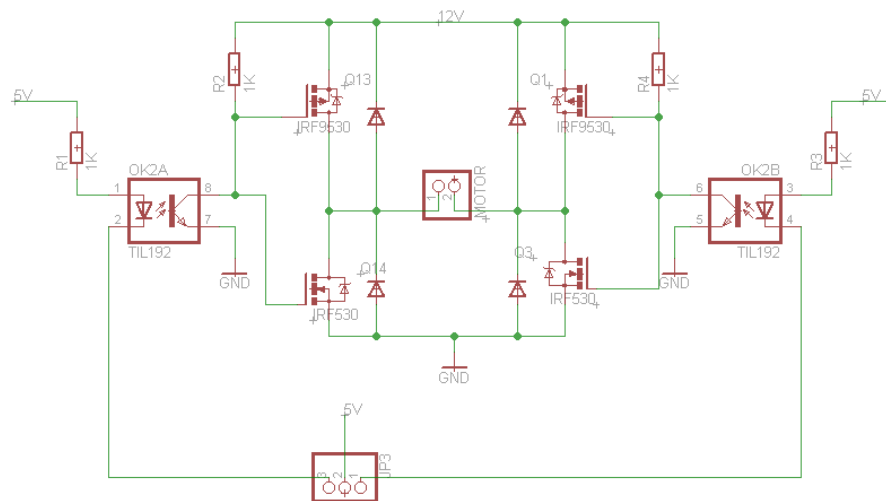 12V
R2
1K
Q13
IRF9530
Q1
IRF9530
R4
1K
5V
R1
1K
5V
R3
1K
OK2A
1
2
8
7
TIL192
GND
1
2
MOTOR
OK2B
6
5
3
4
TIL192
GND
Q14
IRF530
Q3
IRF530
GND
5V
3
2
1
JP3